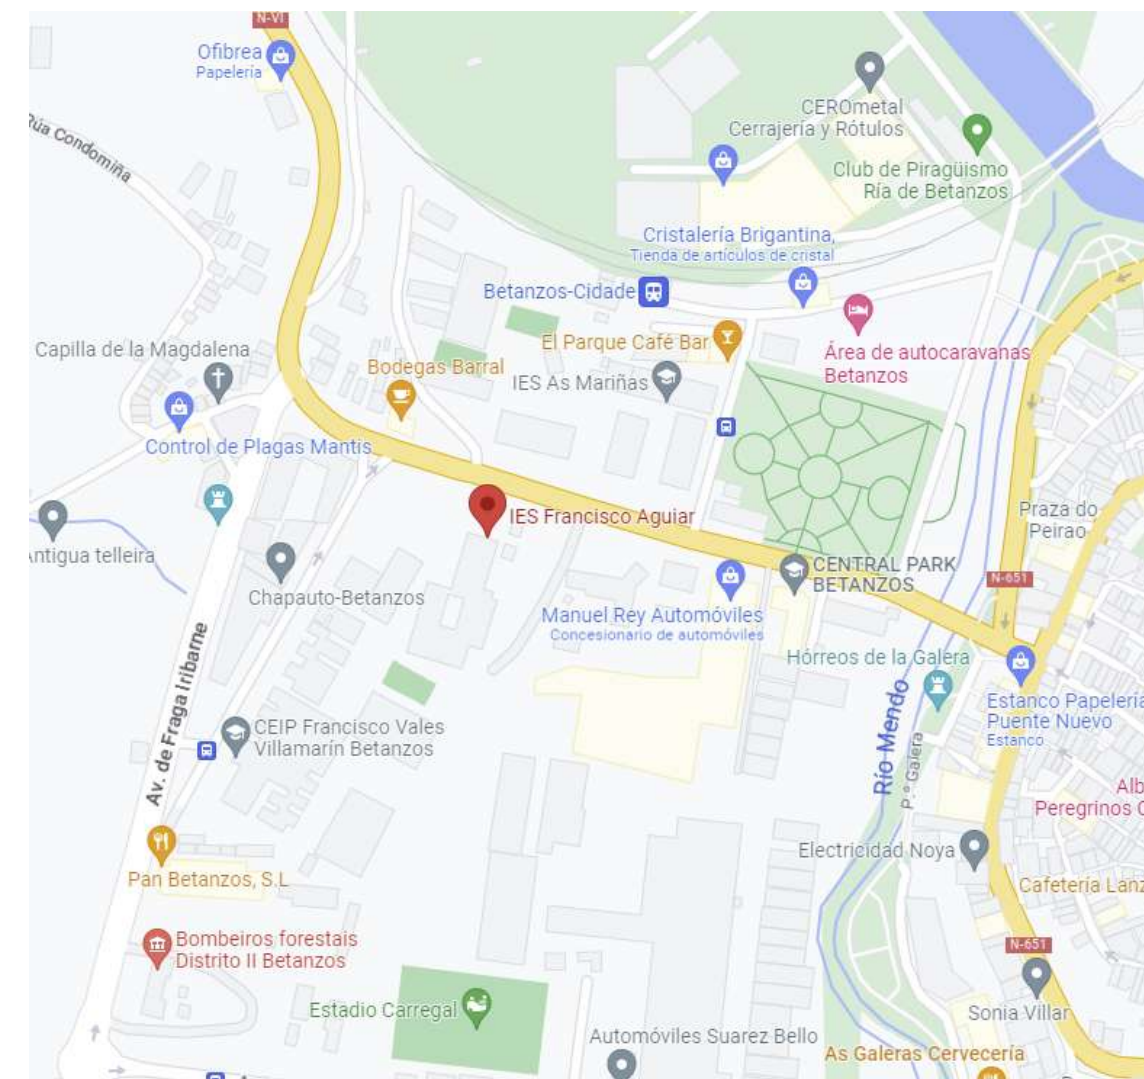 N-VI
Ofibrea
Papelería
Rúa Condomiña
CEROmetal
Cerrajería y Rótulos
Club de Piragüismo
Ría de Betanzos
Cristalería Brigantina,
Tienda de artículos de cristal
Betanzos-Cidade
El Parque Café Bar
Área de autocaravanas
Betanzos
Capilla de la Magdalena
Bodegas Barral
IES As Mariñas
Control de Plagas Mantis
IES Francisco Aguiar
Praza do
Peirao
Antigua telleira
CENTRAL PARK
BETANZOS
N-651
Chapauto-Betanzos
Manuel Rey Automóviles
Concesionario de automóviles
Hórreos de la Galera
Av. de Fraga Iribarne
Río Mendo
Estanco Papelería
Puente Nuevo
Estanco
CEIP Francisco Vales
Villamarín Betanzos
P.º Galera
Alb
Peregrinos
Electricidad Noya
Pan Betanzos, S.L
Cafetería Lanz
Bombeiros forestais
Distrito II Betanzos
N-651
Estadio Carregal
Sonia Villar
Automóviles Suarez Bello
As Galeras Cervecería